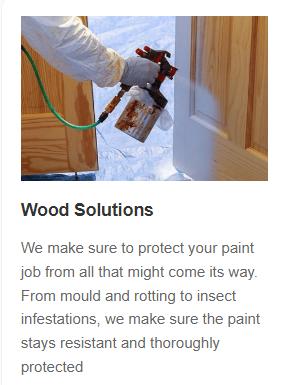 Wood Solutions
We make sure to protect your paint
job from all that might come its way.
From mould and rotting to insect
infestations, we make sure the paint
stays resistant and thoroughly
protected